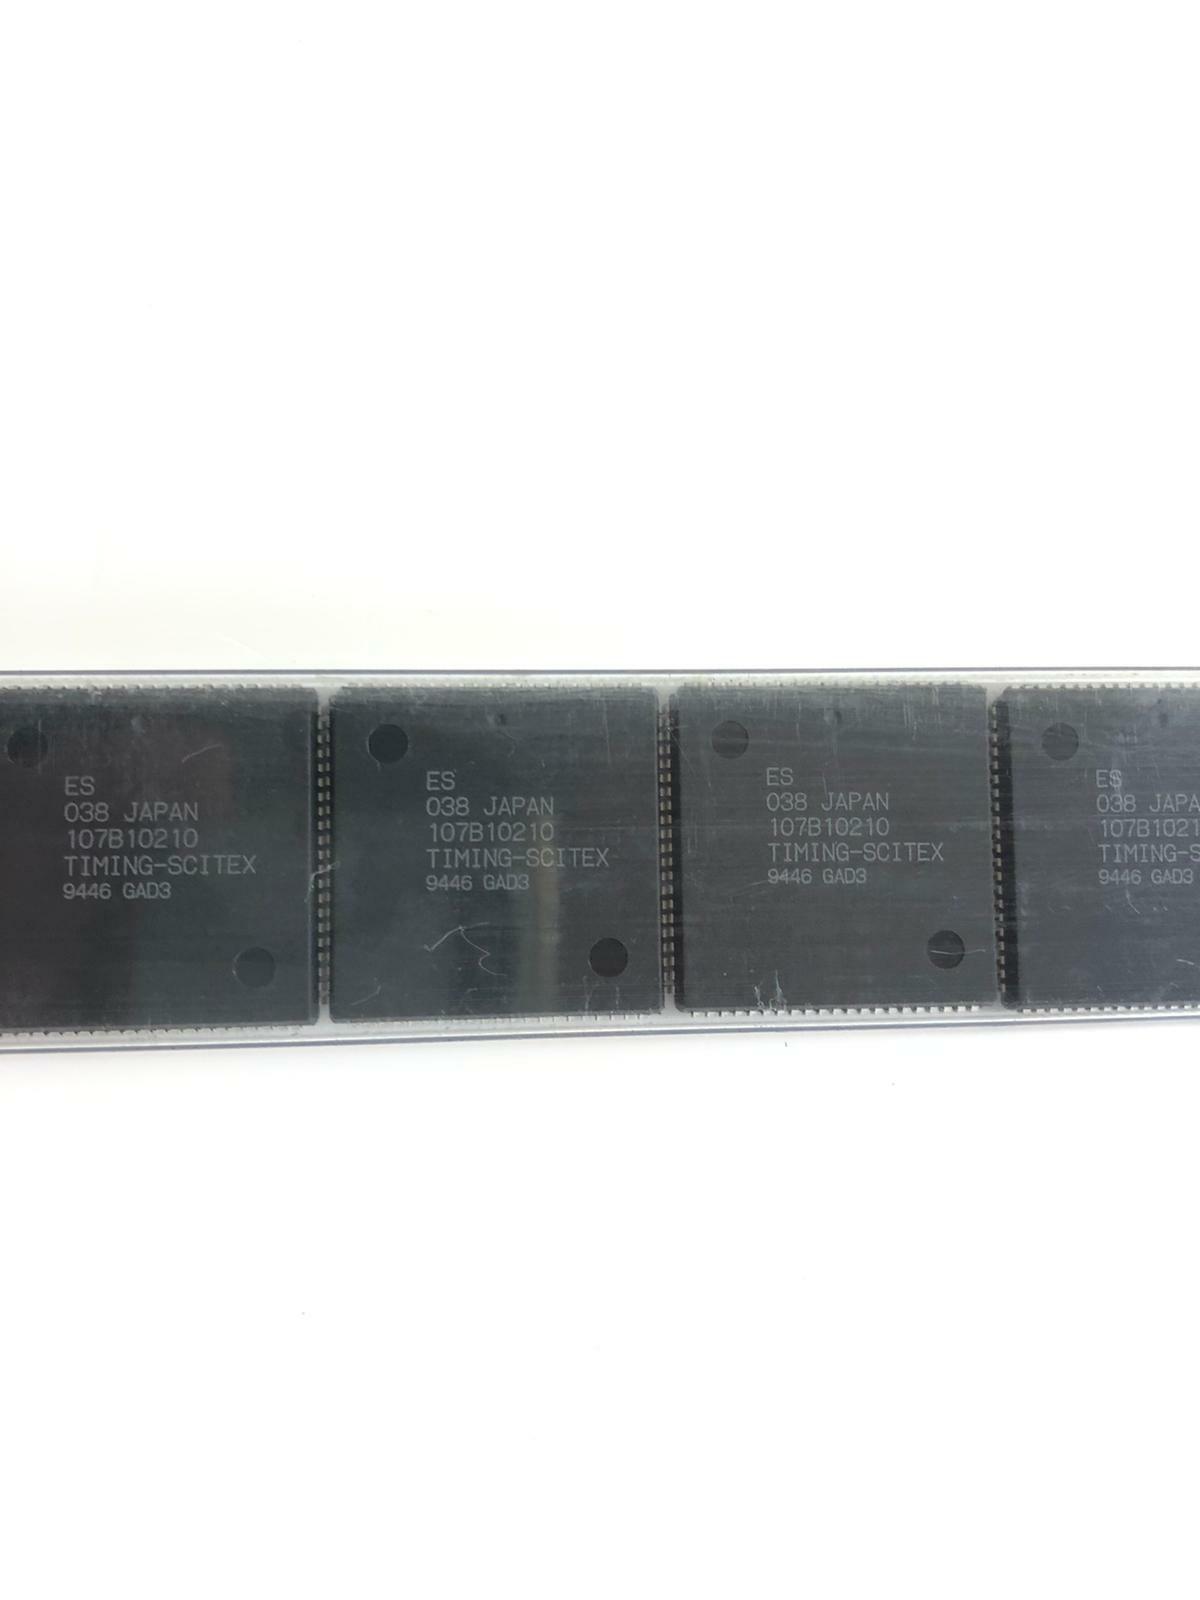 ES
038 JAPAN
107B10210
TIMING-SCITEX
9446 GAD3
ES
038 JAPAN
107B10210
TIMING-SCITEX
9446 GAD3
ES
038 JAPAN
107B10210
TIMING-SCITEX
9446 GAD3
ES
038 JAPA
107B1021
TIMING-S
9446 GAD3